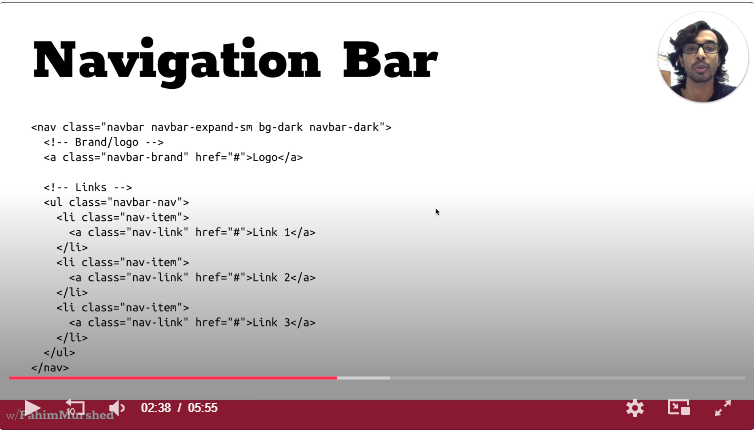 Navigation Bar
<nav class="navbar navbar-expand-sm bg-dark navbar-dark">
<!-- Brand/logo -->
<a class="navbar-brand" href="#">Logo</a>
<!-- Links -->
<ul class="navbar-nav">
<li class="nav-item">
<a class="nav-link" href="#">Link 1</a>
</li>
<li class="nav-item">
<a class="nav-link" href="#">Link 2</a>
</li>
<li class="nav-item">
<a class="nav-link" href="#">Link 3</a>
</li>
</ul>
</nav>
w/FahimMurshed
10
02:38 / 05:55